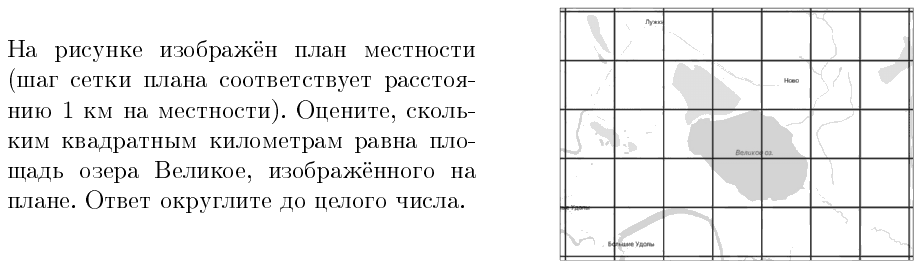 На рисунке изображён план местности
(шаг сетки плана соответствует расстоя-
нию 1 км на местности). Оцените, сколь-
ким квадратным километрам равна пло-
щадь озера Великое, изображённого на
плане. Ответ округлите до целого числа.
Лужки
Ново
Великое оз.
ые Удолы
Большие Удолы